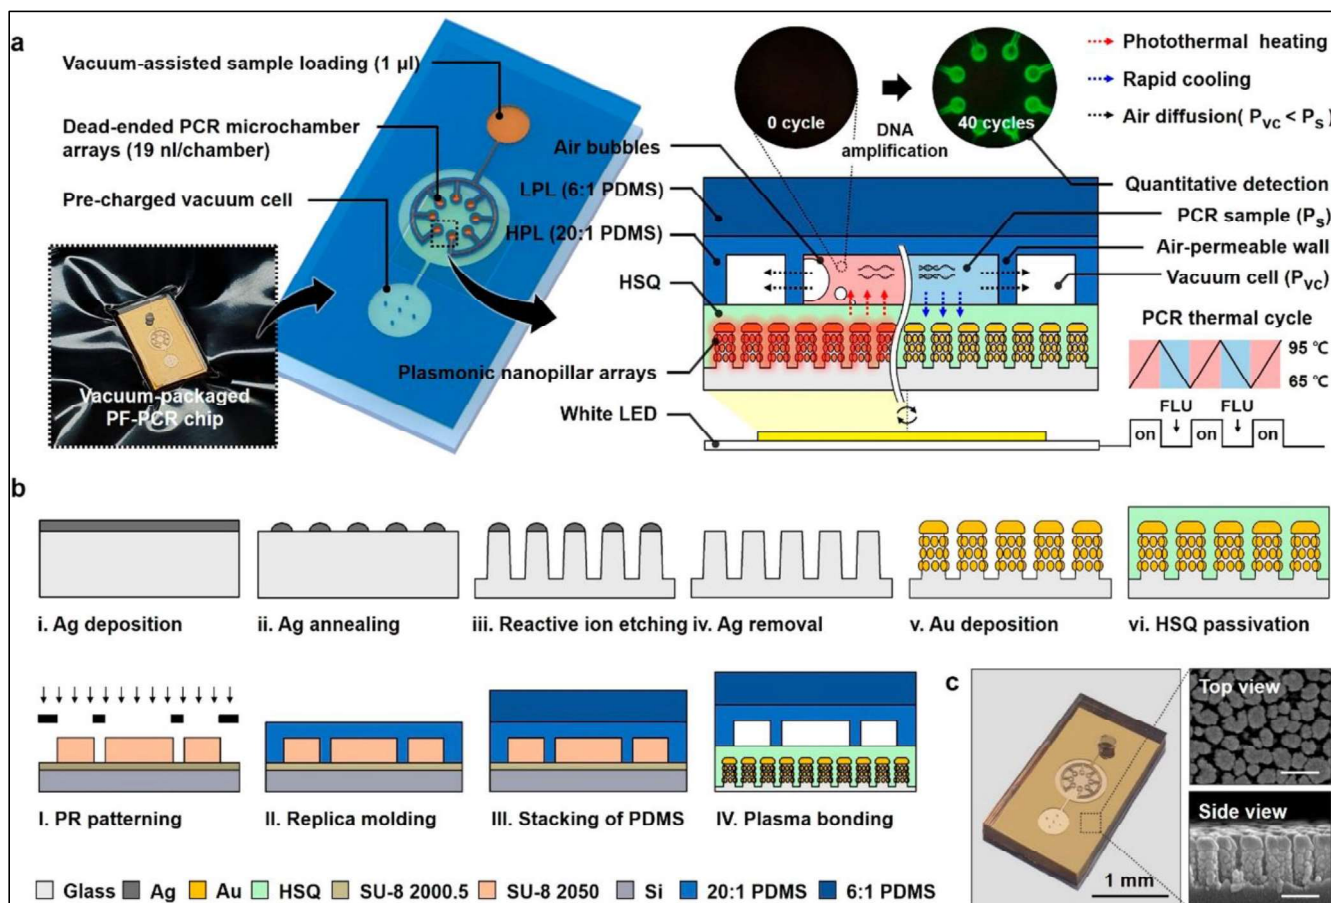 a
Vacuum-assisted sample loading (1 µl)
Dead-ended PCR microchamber
arrays (19 nl/chamber)
Pre-charged vacuum cell
Vacuum-packaged
PF-PCR chip
0 cycle
DNA
amplification
40 cycles
Photothermal heating
Rapid cooling
Air diffusion( PVC < PS )
Air bubbles
LPL (6:1 PDMS)
HPL (20:1 PDMS)
HSQ
Plasmonic nanopillar arrays
White LED
Quantitative detection
PCR sample (PS)
Air-permeable wall
Vacuum cell (PVC)
PCR thermal cycle
95 ℃
65 ℃
FLU FLU
on on on
b
i. Ag deposition
ii. Ag annealing
iii. Reactive ion etching
iv. Ag removal
v. Au deposition
vi. HSQ passivation
I. PR patterning
II. Replica molding
III. Stacking of PDMS
IV. Plasma bonding
c
Top view
Side view
1 mm
Glass Ag Au HSQ SU-8 2000.5 SU-8 2050 Si 20:1 PDMS 6:1 PDMS